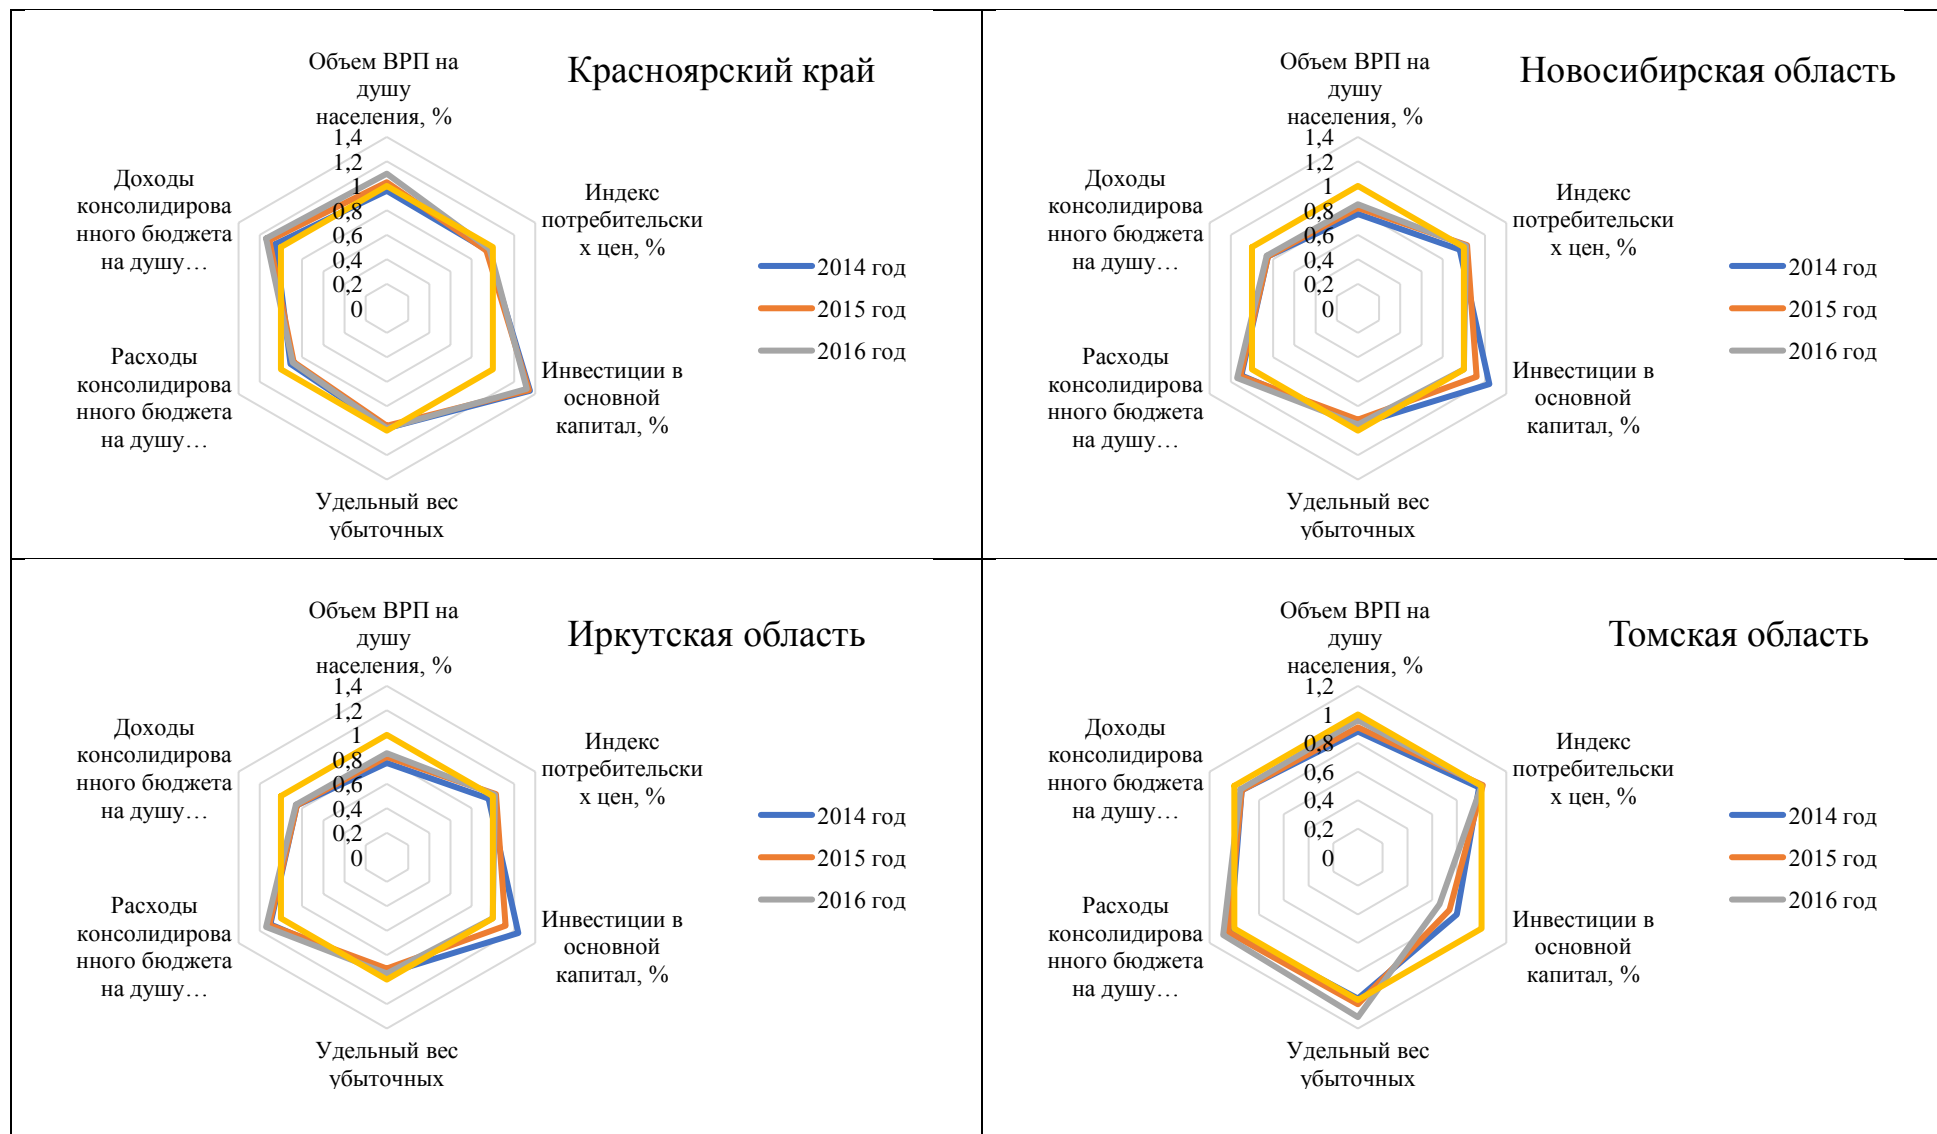 Красноярский край
Объем ВРП на
душу
населения, %
1,4
1,2
1
0,8
0,6
0,4
0,2
0
Индекс
потребительски
х цен, %
Инвестиции в
основной
капитал, %
Удельный вес
убыточных
Расходы
консолидирова
нного бюджета
на душу…
Доходы
консолидирова
нного бюджета
на душу…
2014 год
2015 год
2016 год
Новосибирская область
Объем ВРП на
душу
населения, %
1,4
1,2
1
0,8
0,6
0,4
0,2
0
Индекс
потребительски
х цен, %
Инвестиции в
основной
капитал, %
Удельный вес
убыточных
Расходы
консолидирова
нного бюджета
на душу…
Доходы
консолидирова
нного бюджета
на душу…
2014 год
2015 год
2016 год
Иркутская область
Объем ВРП на
душу
населения, %
1,4
1,2
1
0,8
0,6
0,4
0,2
0
Индекс
потребительски
х цен, %
Инвестиции в
основной
капитал, %
Удельный вес
убыточных
Расходы
консолидирова
нного бюджета
на душу…
Доходы
консолидирова
нного бюджета
на душу…
2014 год
2015 год
2016 год
Томская область
Объем ВРП на
душу
населения, %
1,2
1
0,8
0,6
0,4
0,2
0
Индекс
потребительски
х цен, %
Инвестиции в
основной
капитал, %
Удельный вес
убыточных
Расходы
консолидирова
нного бюджета
на душу…
Доходы
консолидирова
нного бюджета
на душу…
2014 год
2015 год
2016 год